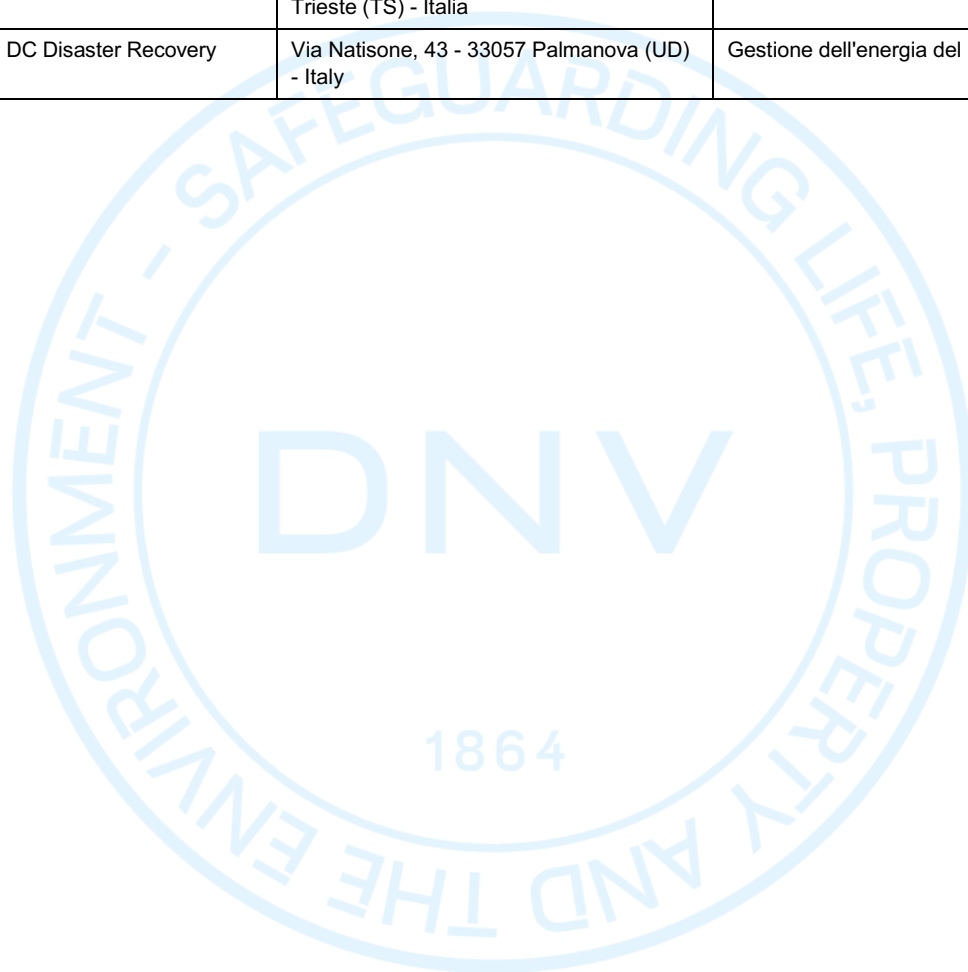 Trieste (TS) - Italia
DC Disaster Recovery
Via Natisone, 43 - 33057 Palmanova (UD)
- Italy
Gestione dell'energia del
SAFEGUARDING LIFE, PROPERTY AND THE ENVIRONMENT -
DNV
1864